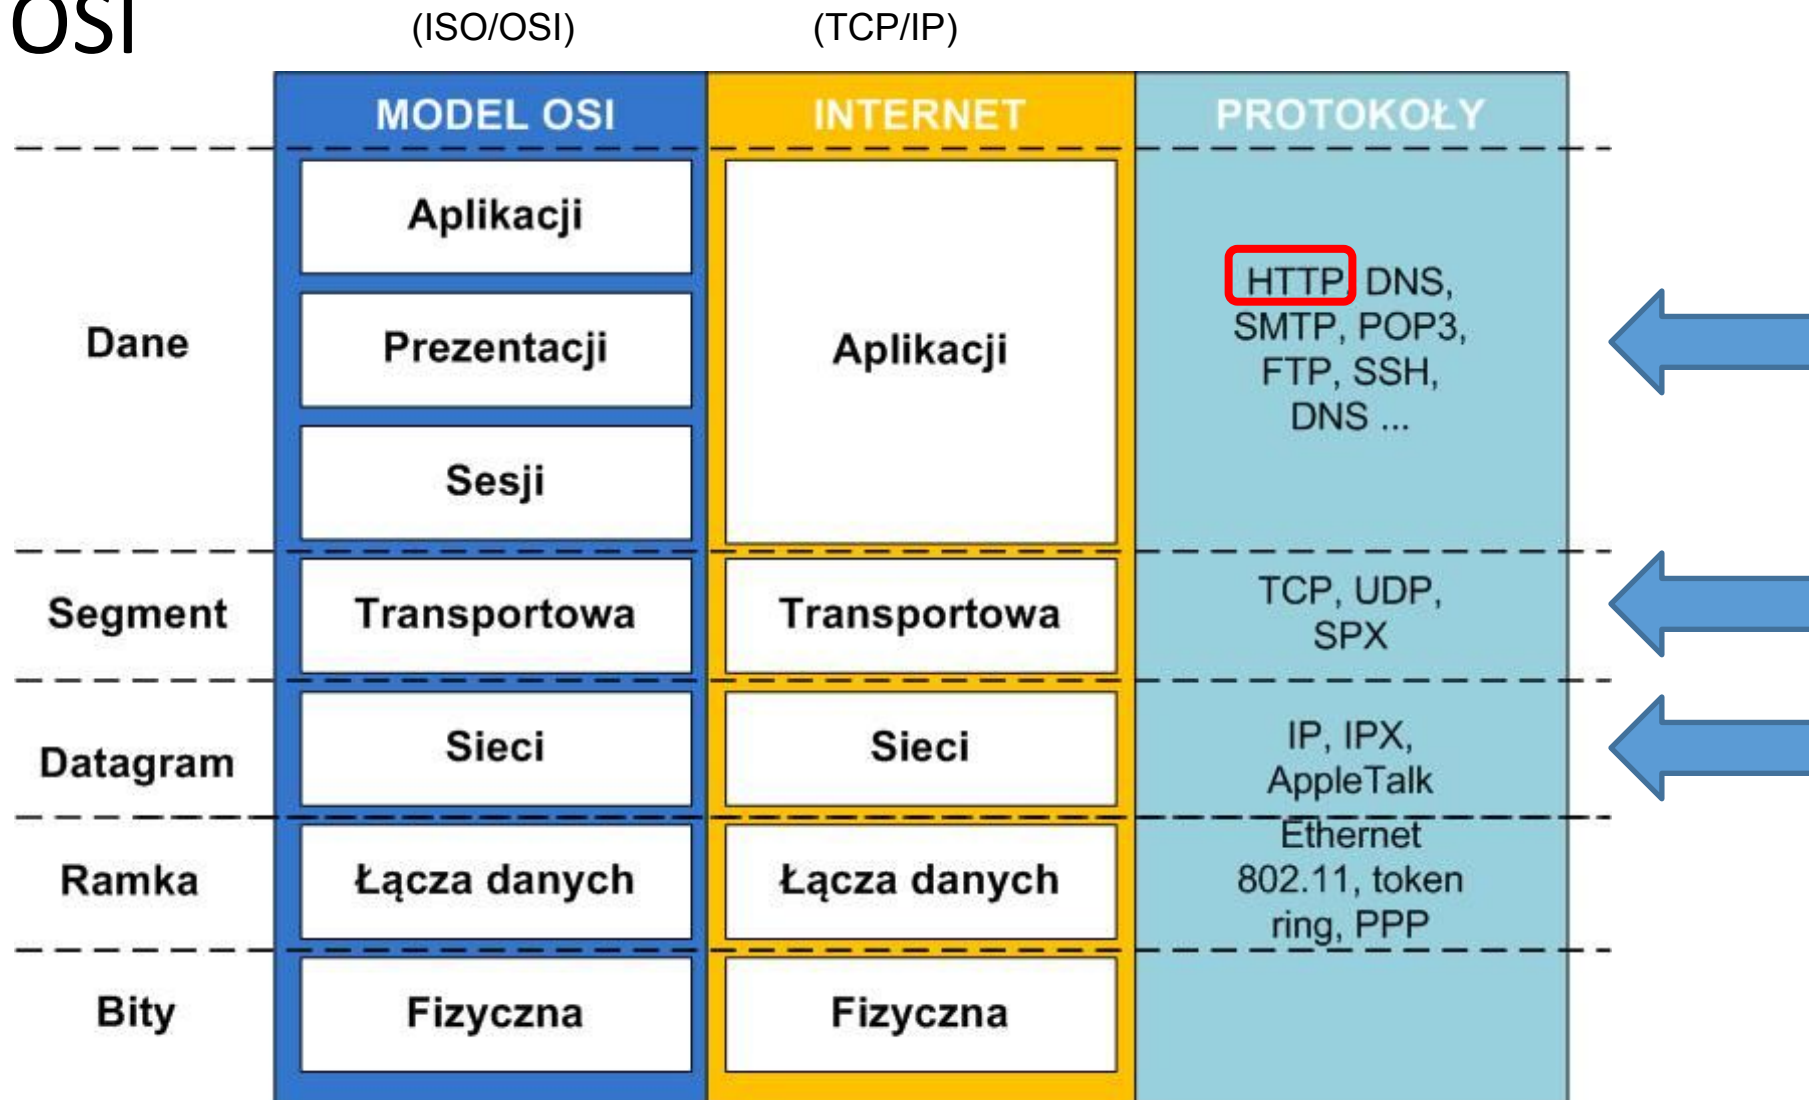 OSI
(ISO/OSI) (TCP/IP)
MODEL OSI INTERNET PROTOKOŁY
Dane
Aplikacji
Prezentacji
Sesji
Aplikacji
HTTP, DNS,
SMTP, POP3,
FTP, SSH,
DNS ...
Segment Transportowa Transportowa
TCP, UDP,
SPX
Datagram Sieci Sieci
IP, IPX,
AppleTalk
Ramka Łącza danych Łącza danych
Ethernet
802.11, token
ring, PPP
Bity Fizyczna Fizyczna